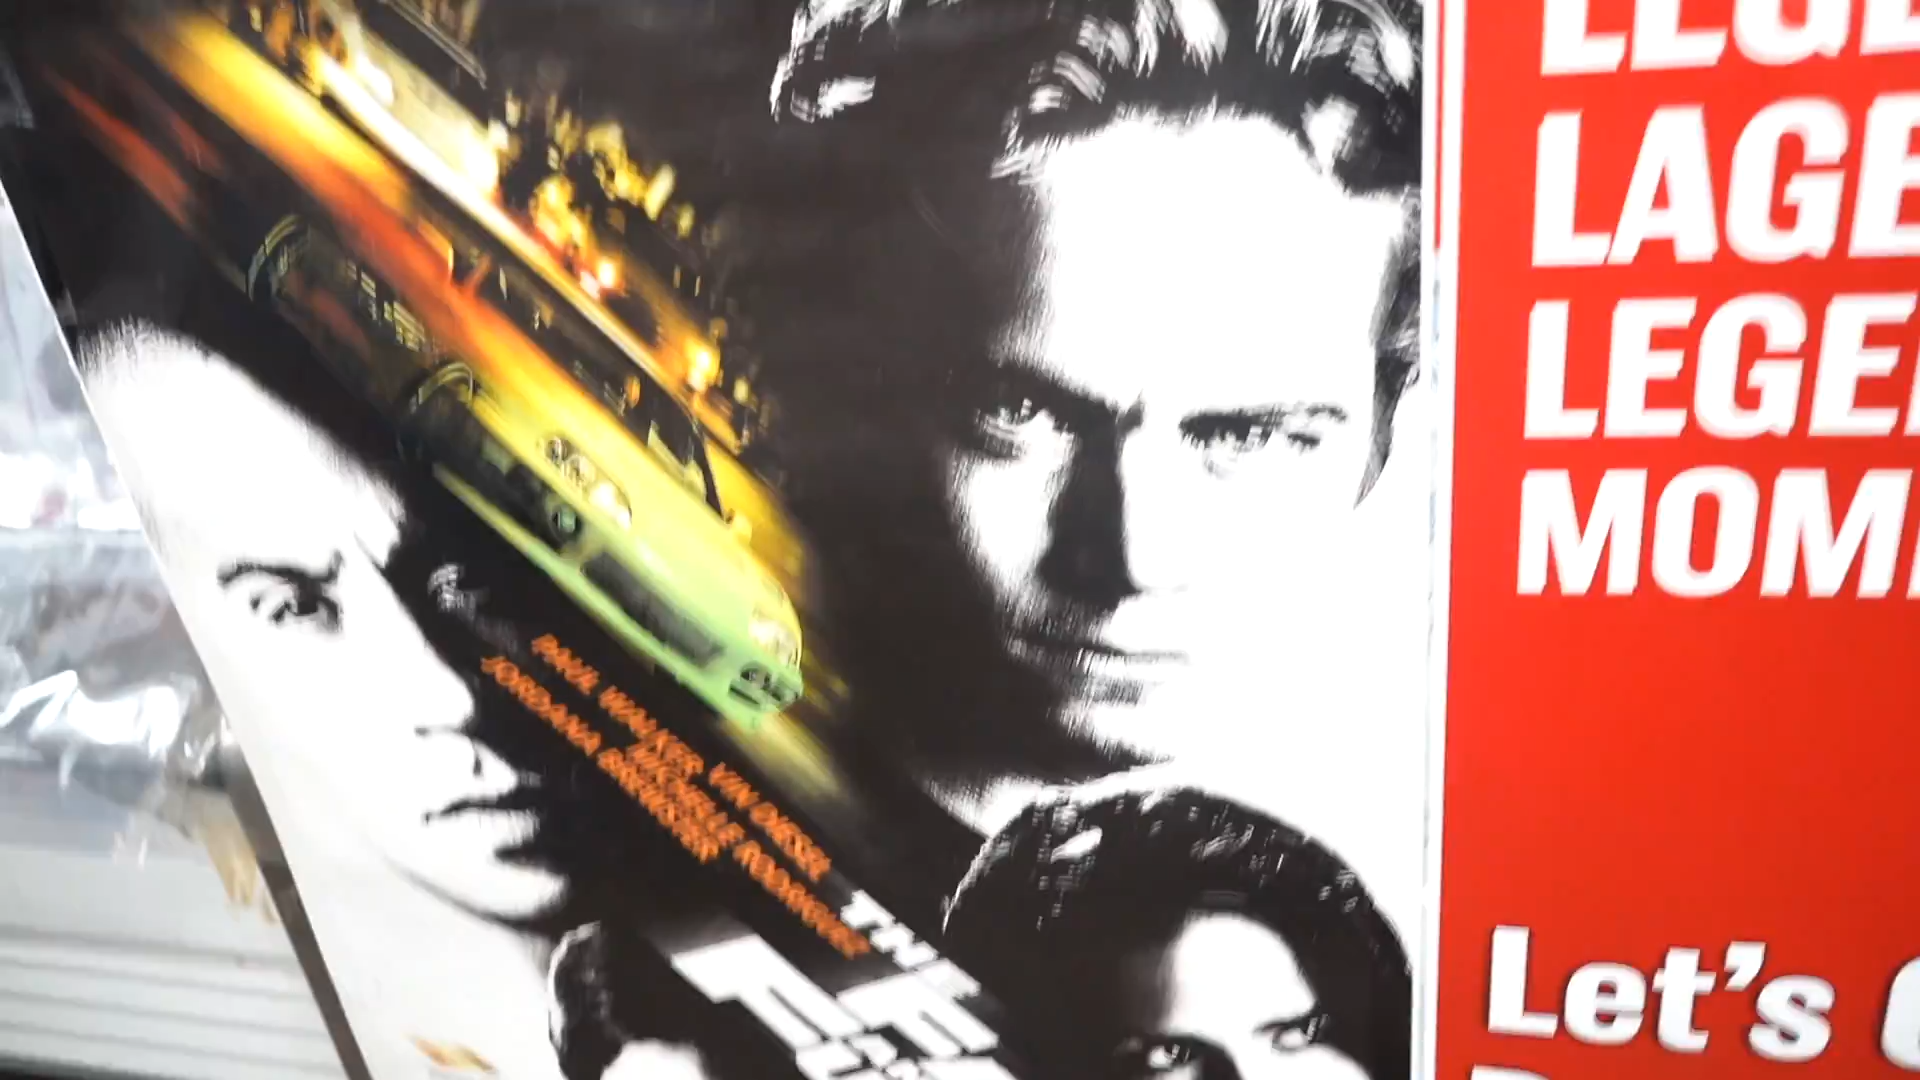 PAUL WALKER VIN DIESEL
MICHELLE RODRIGUEZ
JORDANA BREWSTER
THE
LAGE
LEGE
MOM
Let's